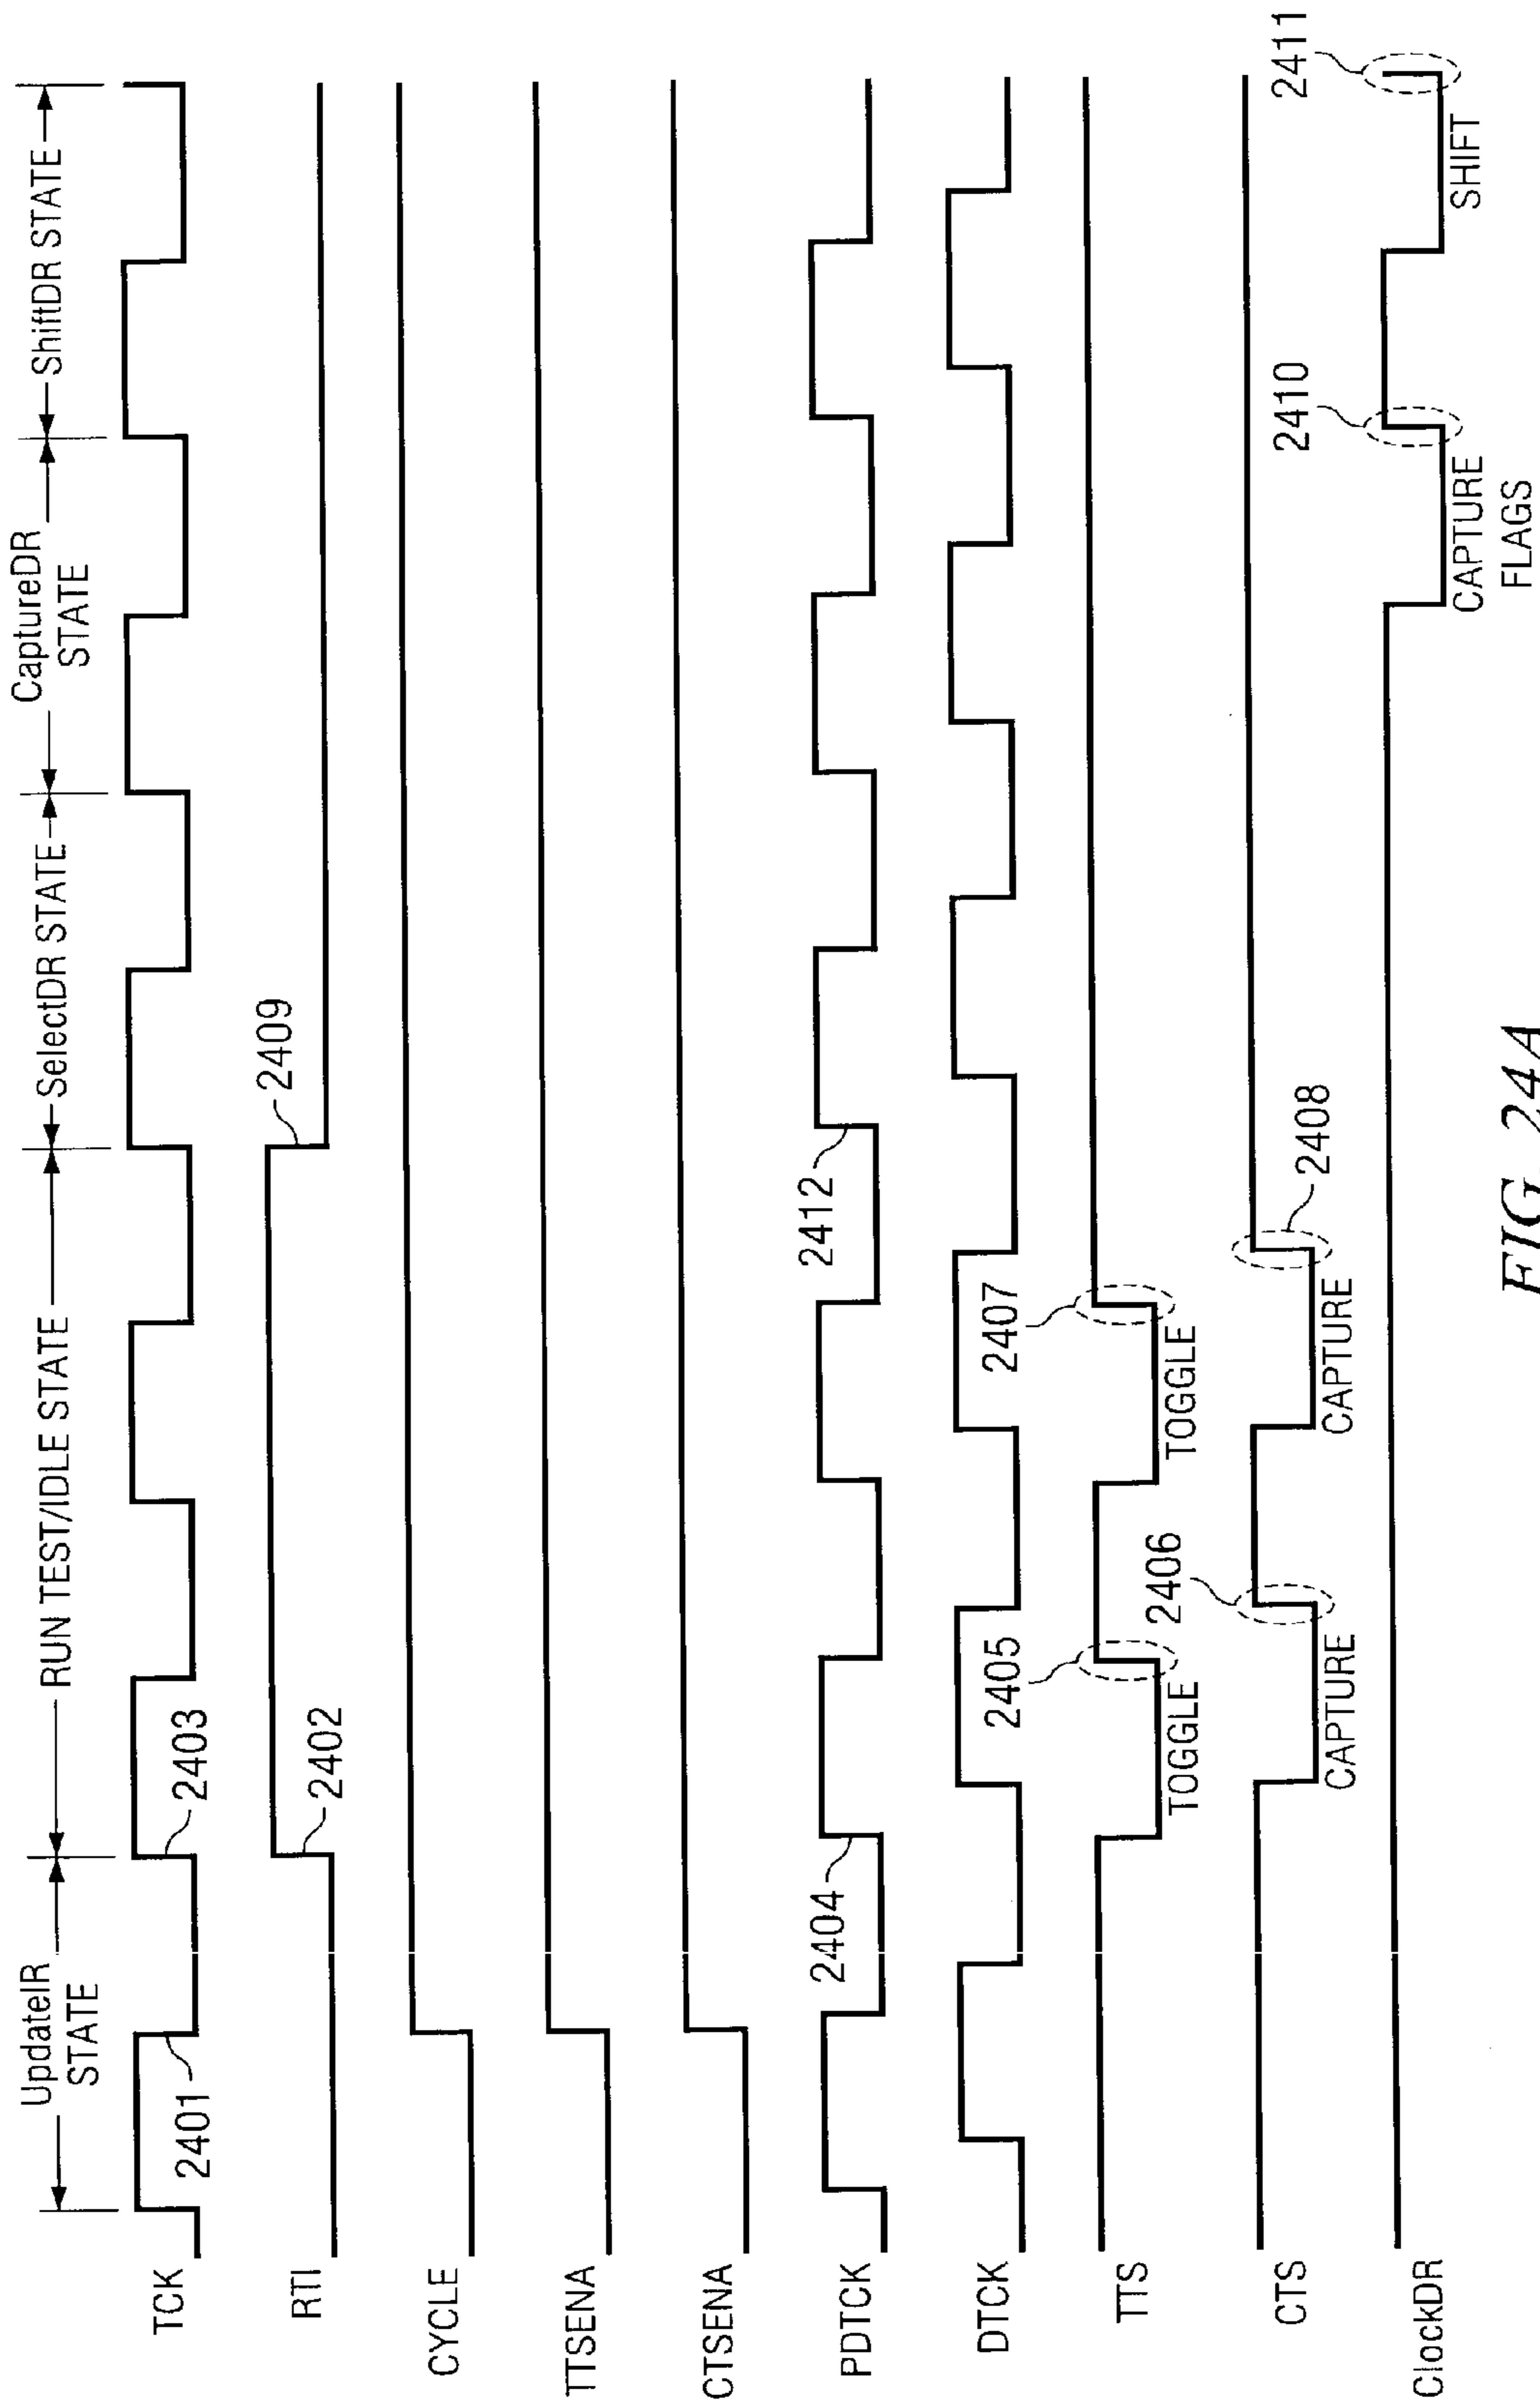 UpdateIR
STATE
RUN TEST/IDLE STATE
SelectDR STATE
CaptureDR
STATE
ShiftDR STATE
TCK
2401
2403
RTI
2402
2409
CYCLE
TTSENA
CTSENA
PDTCK
2404
2412
DTCK
TTS
TOGGLE
2405
TOGGLE
2407
CTS
CAPTURE
2406
CAPTURE
2408
ClockDR
CAPTURE
FLAGS
2410
SHIFT
2411
FIG. 24A